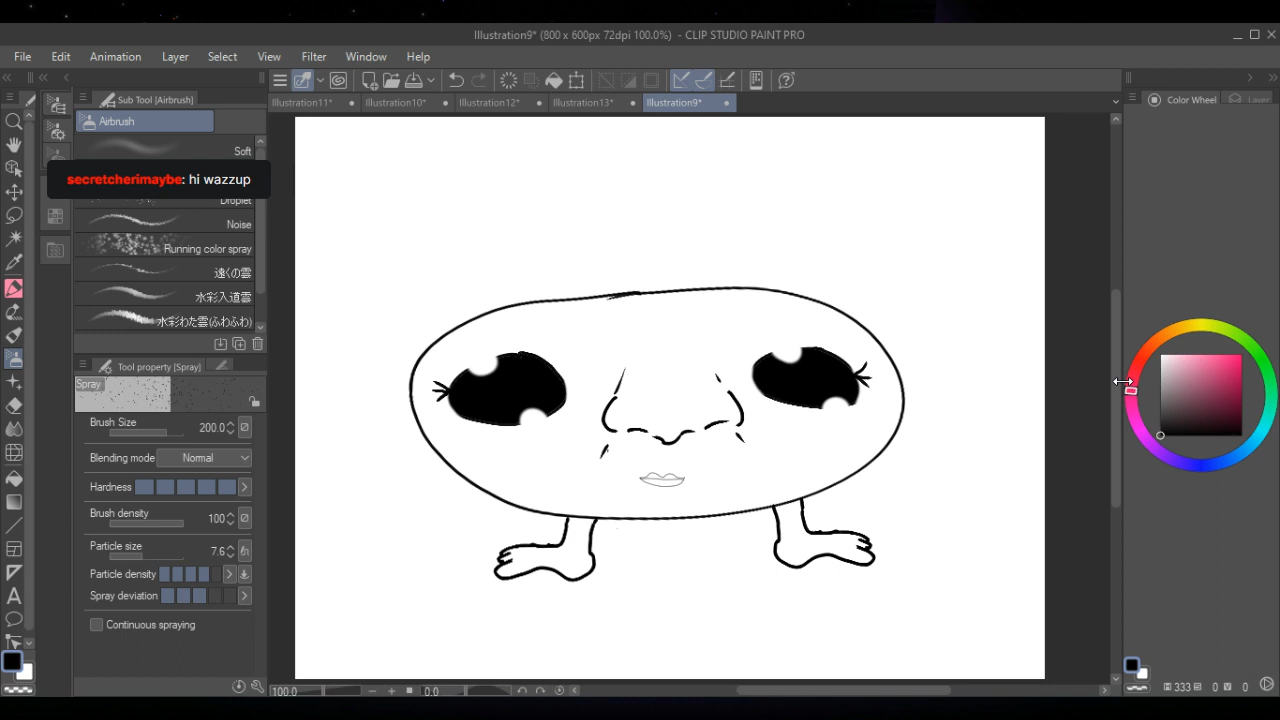 Illustration9* (800 x 600px 72dpi 100.0%) - CLIP STUDIO PAINT PRO
File Edit Animation Layer Select View Filter Window Help
Sub Tool [Airbrush]
Illustration11* Illustration10* Illustration12* Illustration13* Illustration9*
Color Wheel Layer
Airbrush
Soft
secretcherimaybe: hi wazzup
Droplet
Noise
Running color spray
遠くの雲
水彩入道雲
水彩わた雲(ふわふわ)
Tool property [Spray]
Spray
Brush Size 200.0
Blending mode Normal
Hardness
Brush density 100
Particle size 7.6
Particle density
Spray deviation
Continuous spraying
100.0 0.0
H 333 S 0 V 0